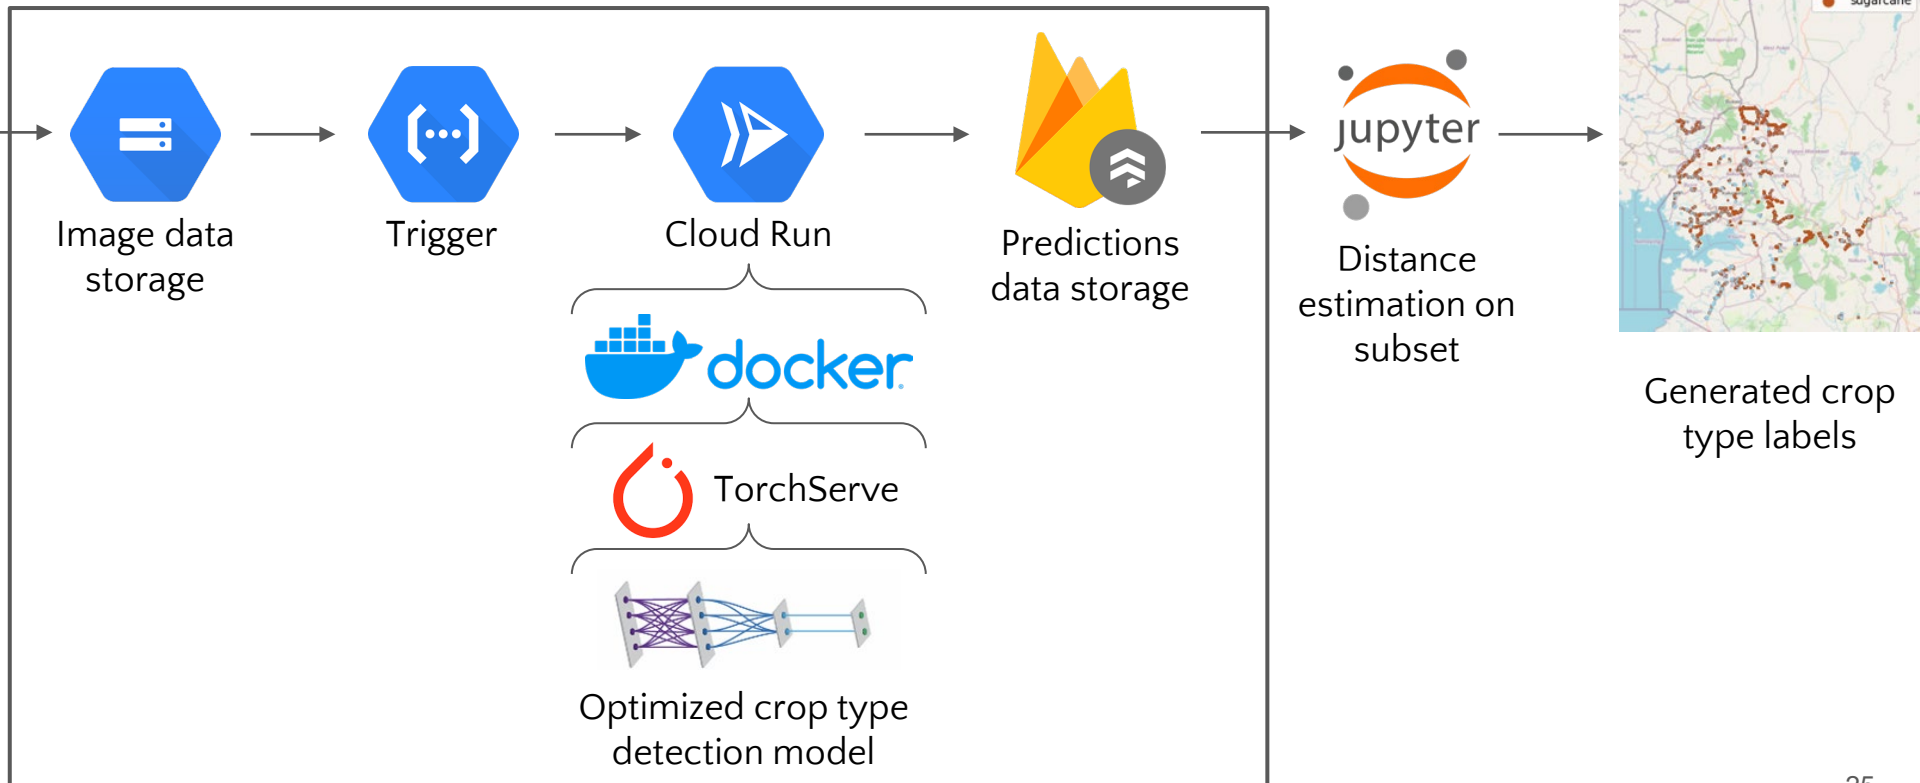 sugarcane
Image data
storage
Trigger
Cloud Run
Predictions
data storage
jupyter
Distance
estimation on
subset
Generated crop
type labels
docker
TorchServe
Optimized crop type
detection model